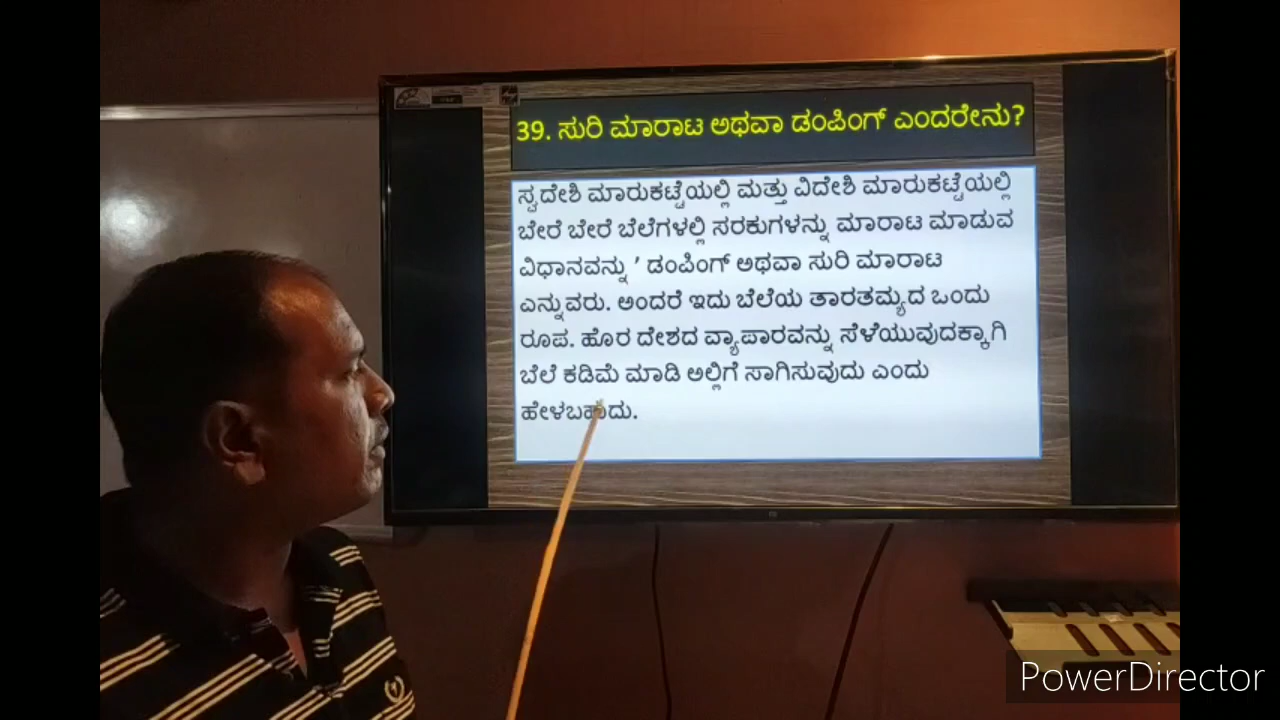 39. ಸುರಿ ಮಾರಾಟ ಅಥವಾ ಡಂಪಿಂಗ್ ಎಂದರೇನು?
ಸ್ವದೇಶಿ ಮಾರುಕಟ್ಟೆಯಲ್ಲಿ ಮತ್ತು ವಿದೇಶಿ ಮಾರುಕಟ್ಟೆಯಲ್ಲಿ
ಬೇರೆ ಬೇರೆ ಬೆಲೆಗಳಲ್ಲಿ ಸರಕುಗಳನ್ನು ಮಾರಾಟ ಮಾಡುವ
ವಿಧಾನವನ್ನು ' ಡಂಪಿಂಗ್ ಅಥವಾ ಸುರಿ ಮಾರಾಟ
ಎನ್ನುವರು. ಅಂದರೆ ಇದು ಬೆಲೆಯ ತಾರತಮ್ಯದ ಒಂದು
ರೂಪ. ಹೊರ ದೇಶದ ವ್ಯಾಪಾರವನ್ನು ಸೆಳೆಯುವುದಕ್ಕಾಗಿ
ಬೆಲೆ ಕಡಿಮೆ ಮಾಡಿ ಅಲ್ಲಿಗೆ ಸಾಗಿಸುವುದು ಎಂದು
ಹೇಳಬಹುದು.
PowerDirector